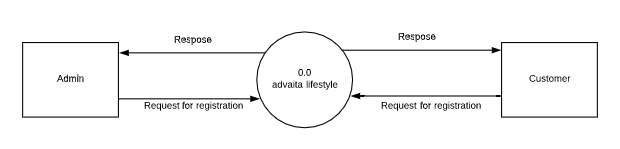 Respose
Respose
Admin
0.0
advaita lifestyle
Customer
Request for registration
Request for registration